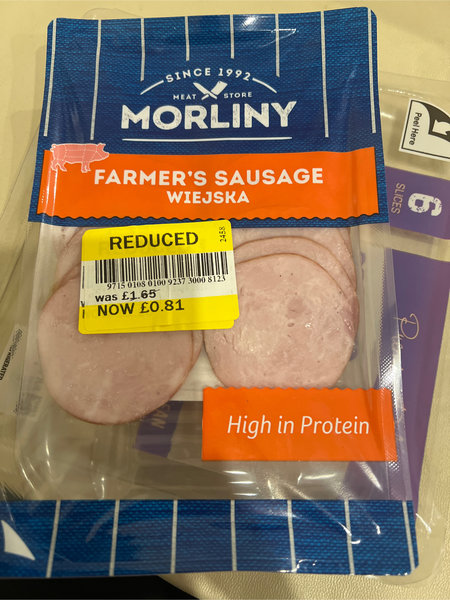 SINCE 1992
MEAT STORE
MORLINY
FARMER'S SAUSAGE
WIEJSKA
REDUCED
2458
9715 0108 0100 9237 3000 8123
was £1.65
NOW £0.81
High in Protein
Peel Here
6
SLICES